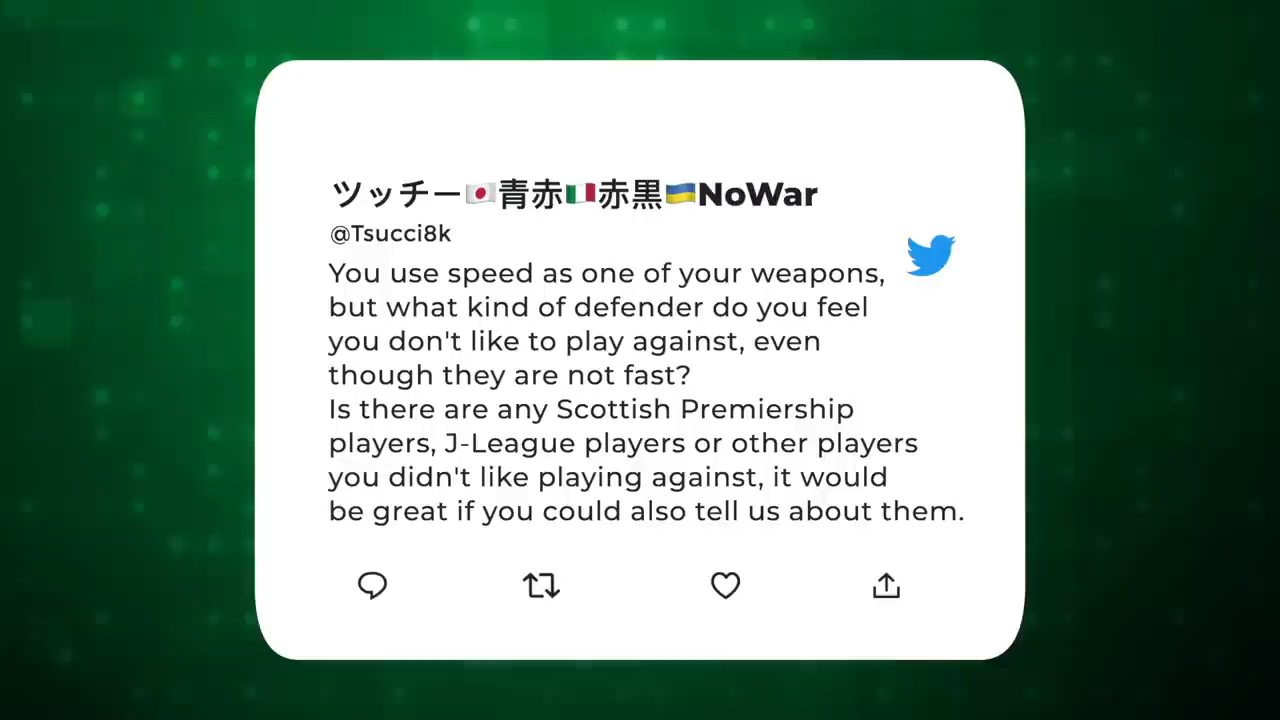 ツッチー🇯🇵青赤🇮🇹赤黒🇺🇦NoWar
@Tsucci8k
You use speed as one of your weapons,
but what kind of defender do you feel
you don't like to play against, even
though they are not fast?
Is there are any Scottish Premiership
players, J-League players or other players
you didn't like playing against, it would
be great if you could also tell us about them.